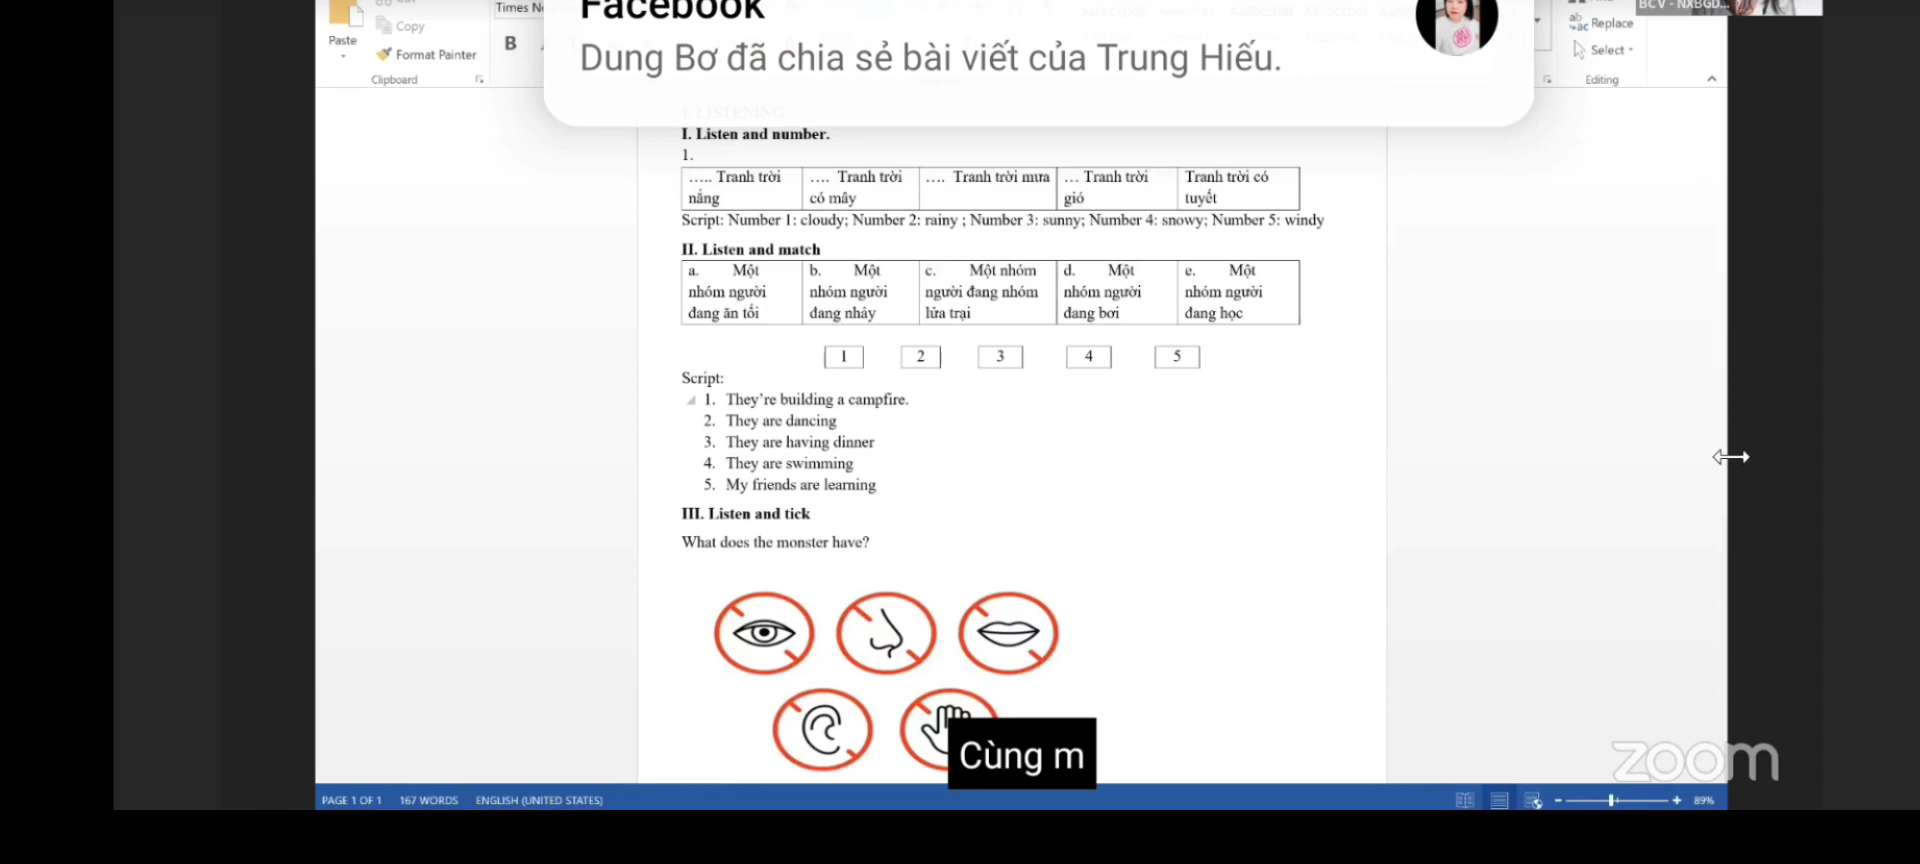 Facebook
Dung Bơ đã chia sẻ bài viết của Trung Hiếu.
BCV - NXBGD...
Paste
Copy
Format Painter
Clipboard
B
Replace
Select
Editing
I. LISTENING
I. Listen and number.
1.
….. Tranh trời nắng
…. Tranh trời có mây
…. Tranh trời mưa
… Tranh trời gió
Tranh trời có tuyết
Script: Number 1: cloudy; Number 2: rainy ; Number 3: sunny; Number 4: snowy; Number 5: windy
II. Listen and match
a. Một nhóm người đang ăn tối
b. Một nhóm người đang nhảy
c. Một nhóm người đang nhóm lửa trại
d. Một nhóm người đang bơi
e. Một nhóm người đang học
1 2 3 4 5
Script:
1. They're building a campfire.
2. They are dancing
3. They are having dinner
4. They are swimming
5. My friends are learning
III. Listen and tick
What does the monster have?
Cùng m
zoom
PAGE 1 OF 1 167 WORDS ENGLISH (UNITED STATES)
89%